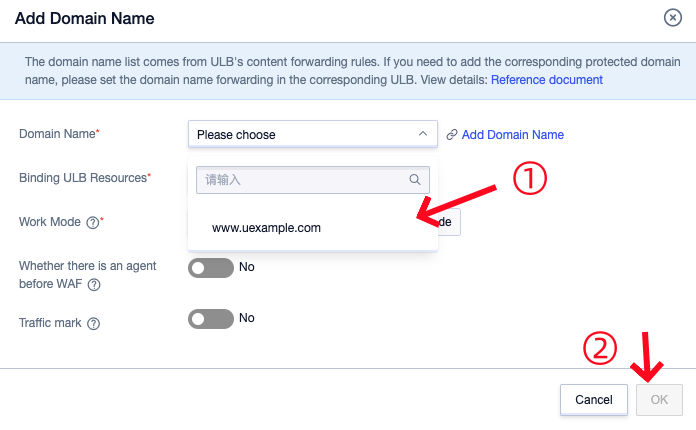 Add Domain Name
The domain name list comes from ULB's content forwarding rules. If you need to add the corresponding protected domain
name, please set the domain name forwarding in the corresponding ULB. View details: Reference document
Domain Name* Please choose Add Domain Name
Binding ULB Resources* 请输入
①
Work Mode ?* de
www.uexample.com
Whether there is an agent
before WAF ? No
Traffic mark ? No
②
Cancel OK